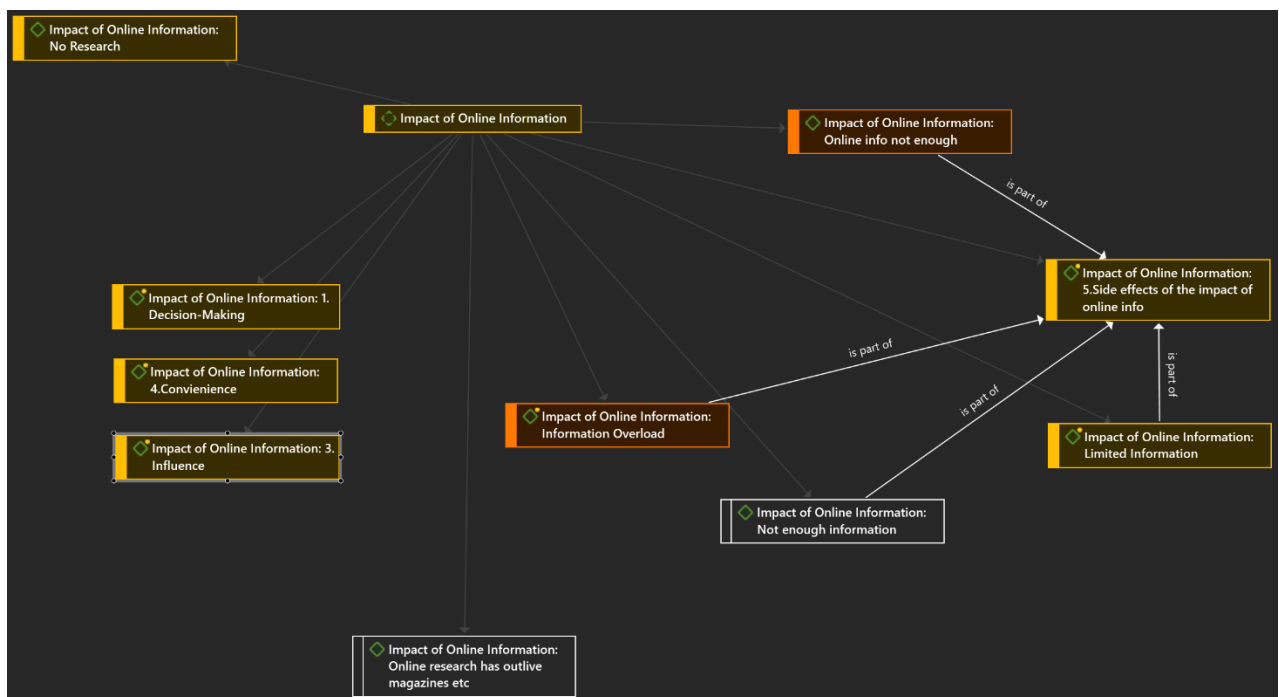 Impact of Online Information:
No Research
Impact of Online Information
Impact of Online Information:
Online info not enough
is part of
Impact of Online Information:
5.Side effects of the impact of
online info
Impact of Online Information: 1.
Decision-Making
Impact of Online Information:
4.Convienience
Impact of Online Information: 3.
Influence
is part of
Impact of Online Information:
Information Overload
is part of
is part of
Impact of Online Information:
Limited Information
Impact of Online Information:
Not enough information
Impact of Online Information:
Online research has outlive
magazines etc